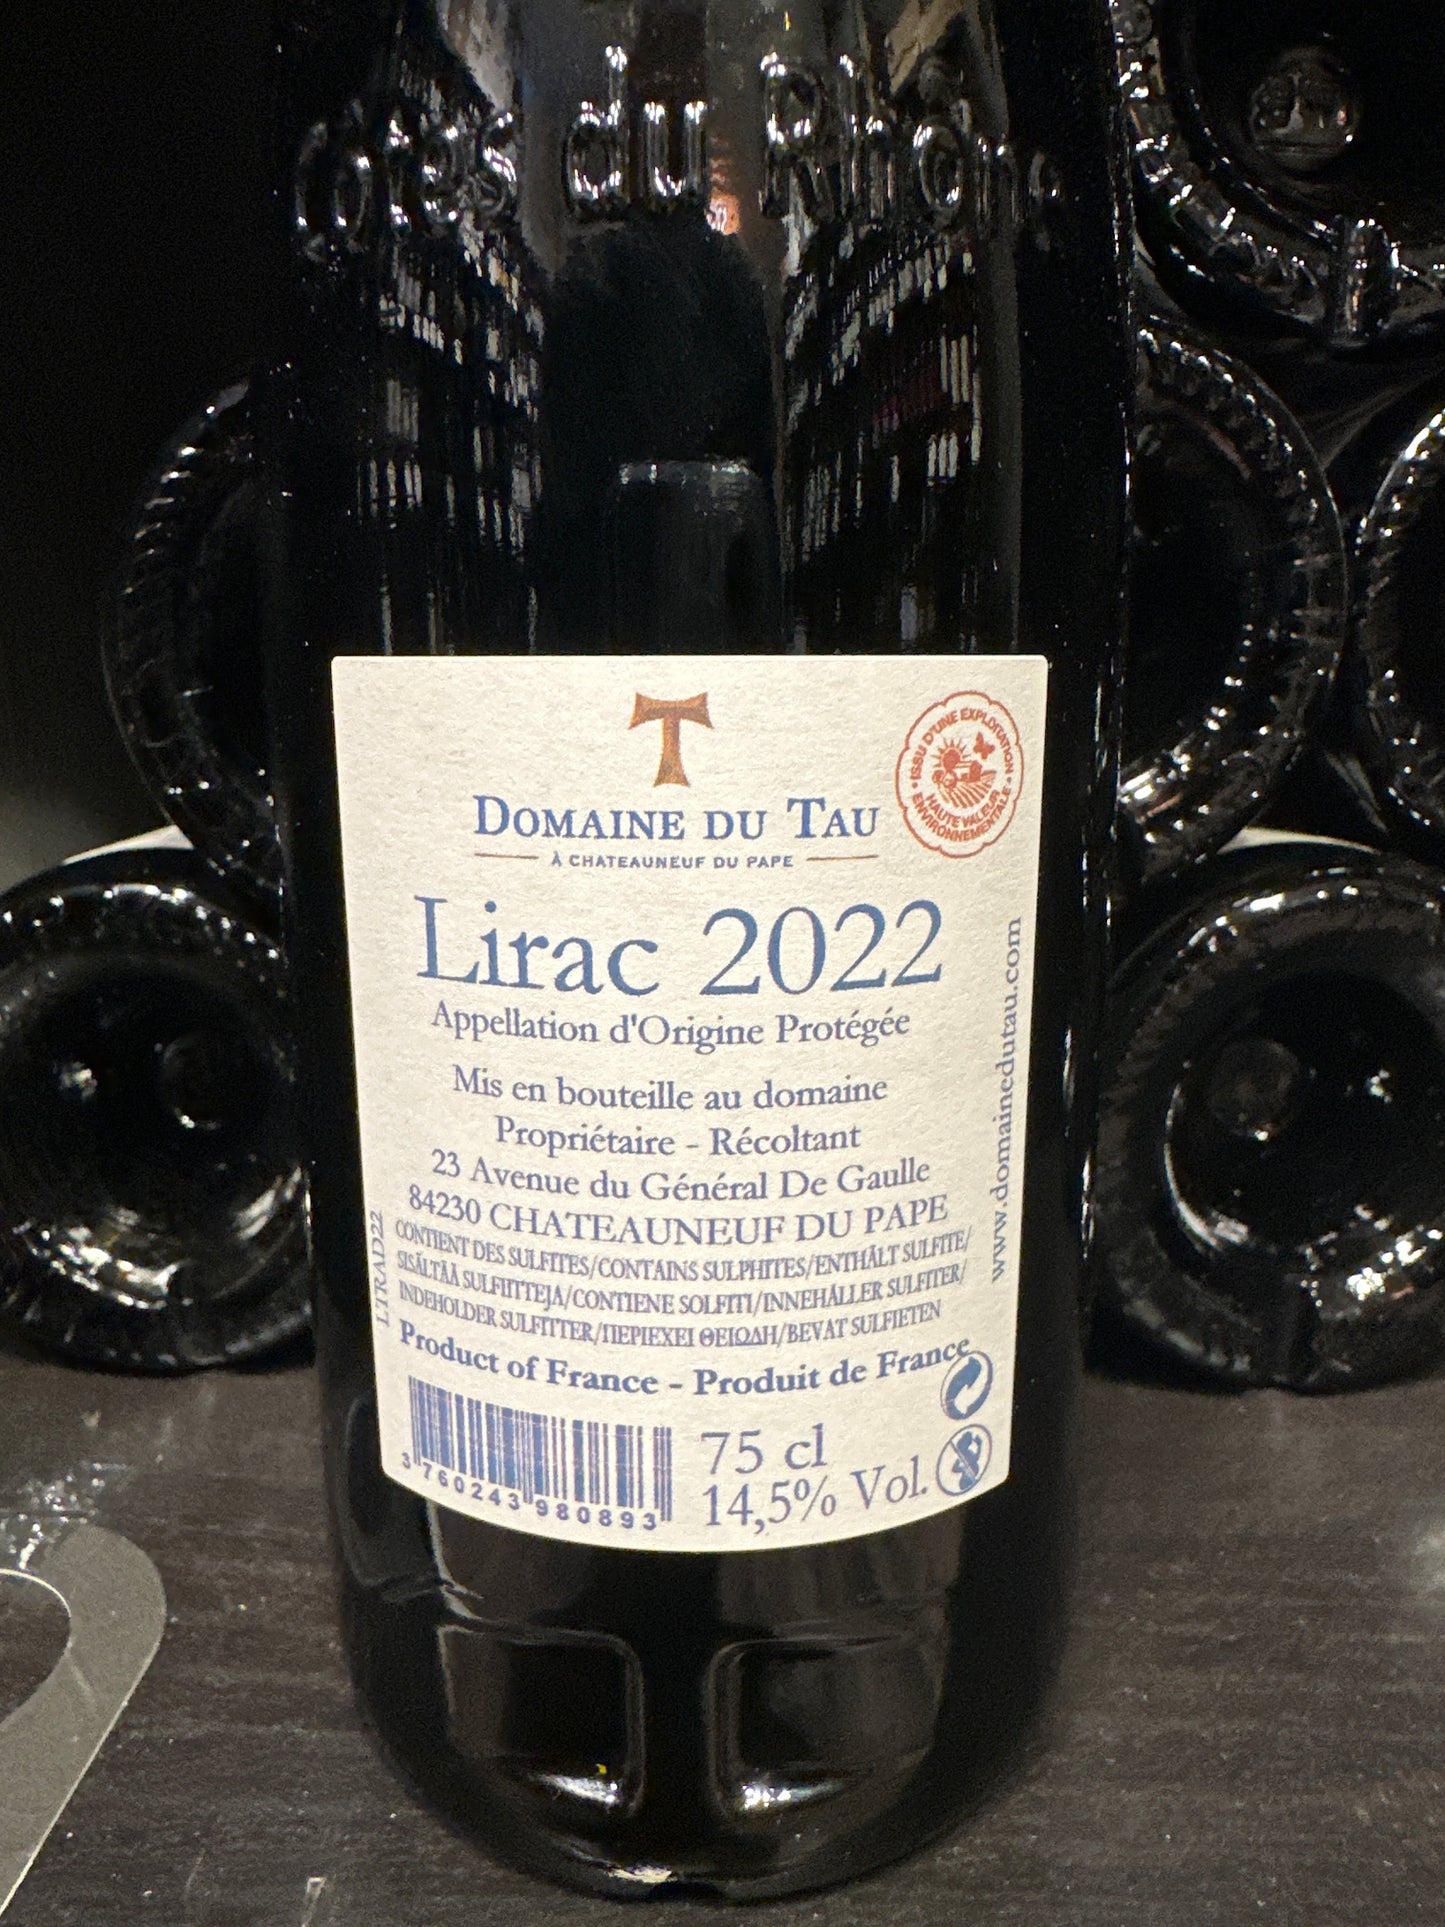 Côtes du Rhône
DOMAINE DU TAU
À CHATEAUNEUF DU PAPE
ISSU D'UNE EXPLOITATION
HAUTE VALEUR
ENVIRONNEMENTALE
Lirac 2022
Appellation d'Origine Protégée
Mis en bouteille au domaine
Propriétaire - Récoltant
23 Avenue du Général De Gaulle
84230 CHATEAUNEUF DU PAPE
CONTIENT DES SULFITES/CONTAINS SULPHITES/ENTHÄLT SULFITE/
SISÄLTÄÄ SULFIITTEJA/CONTIENE SOLFITI/INNEHÅLLER SULFITER/
INDEHOLDER SULFITTER/ΠΕΡΙΕΧΕΙ ΘΕΙΩΔΗ/BEVAT SULFIETEN
Product of France - Produit de France
3 760243 980893
75 cl
14,5% Vol.
www.domainedutau.com